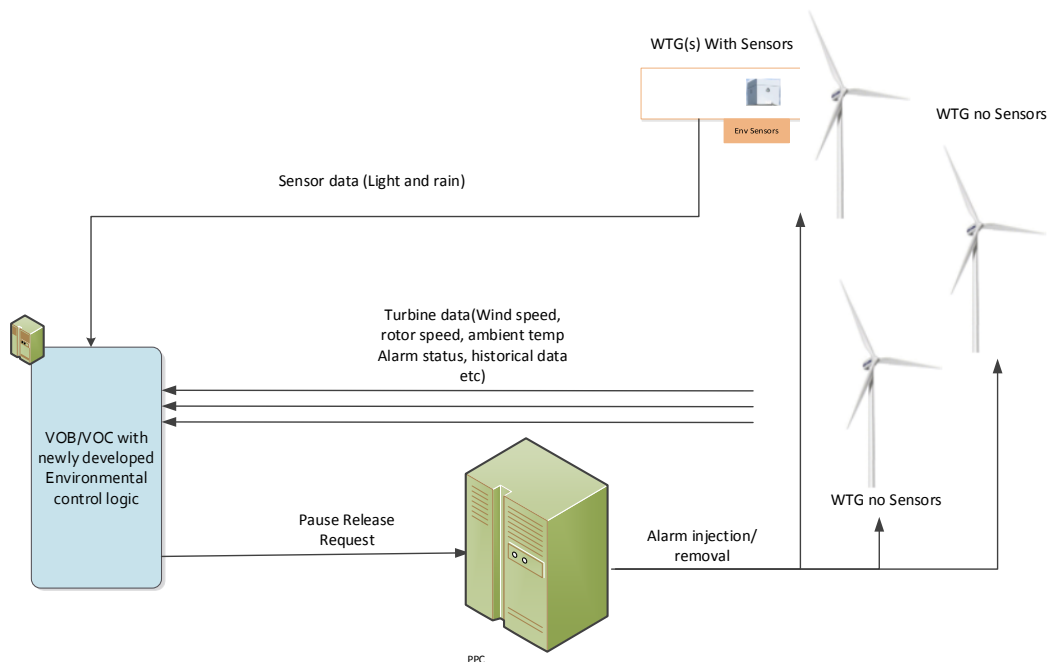 WTG(s) With Sensors
WTG no Sensors
Env Sensors
Sensor data (Light and rain)
Turbine data(Wind speed,
rotor speed, ambient temp
Alarm status, historical data
etc)
VOB/VOC with
newly developed
Environmental
control logic
WTG no Sensors
Pause Release
Request
Alarm injection/
removal
PPC